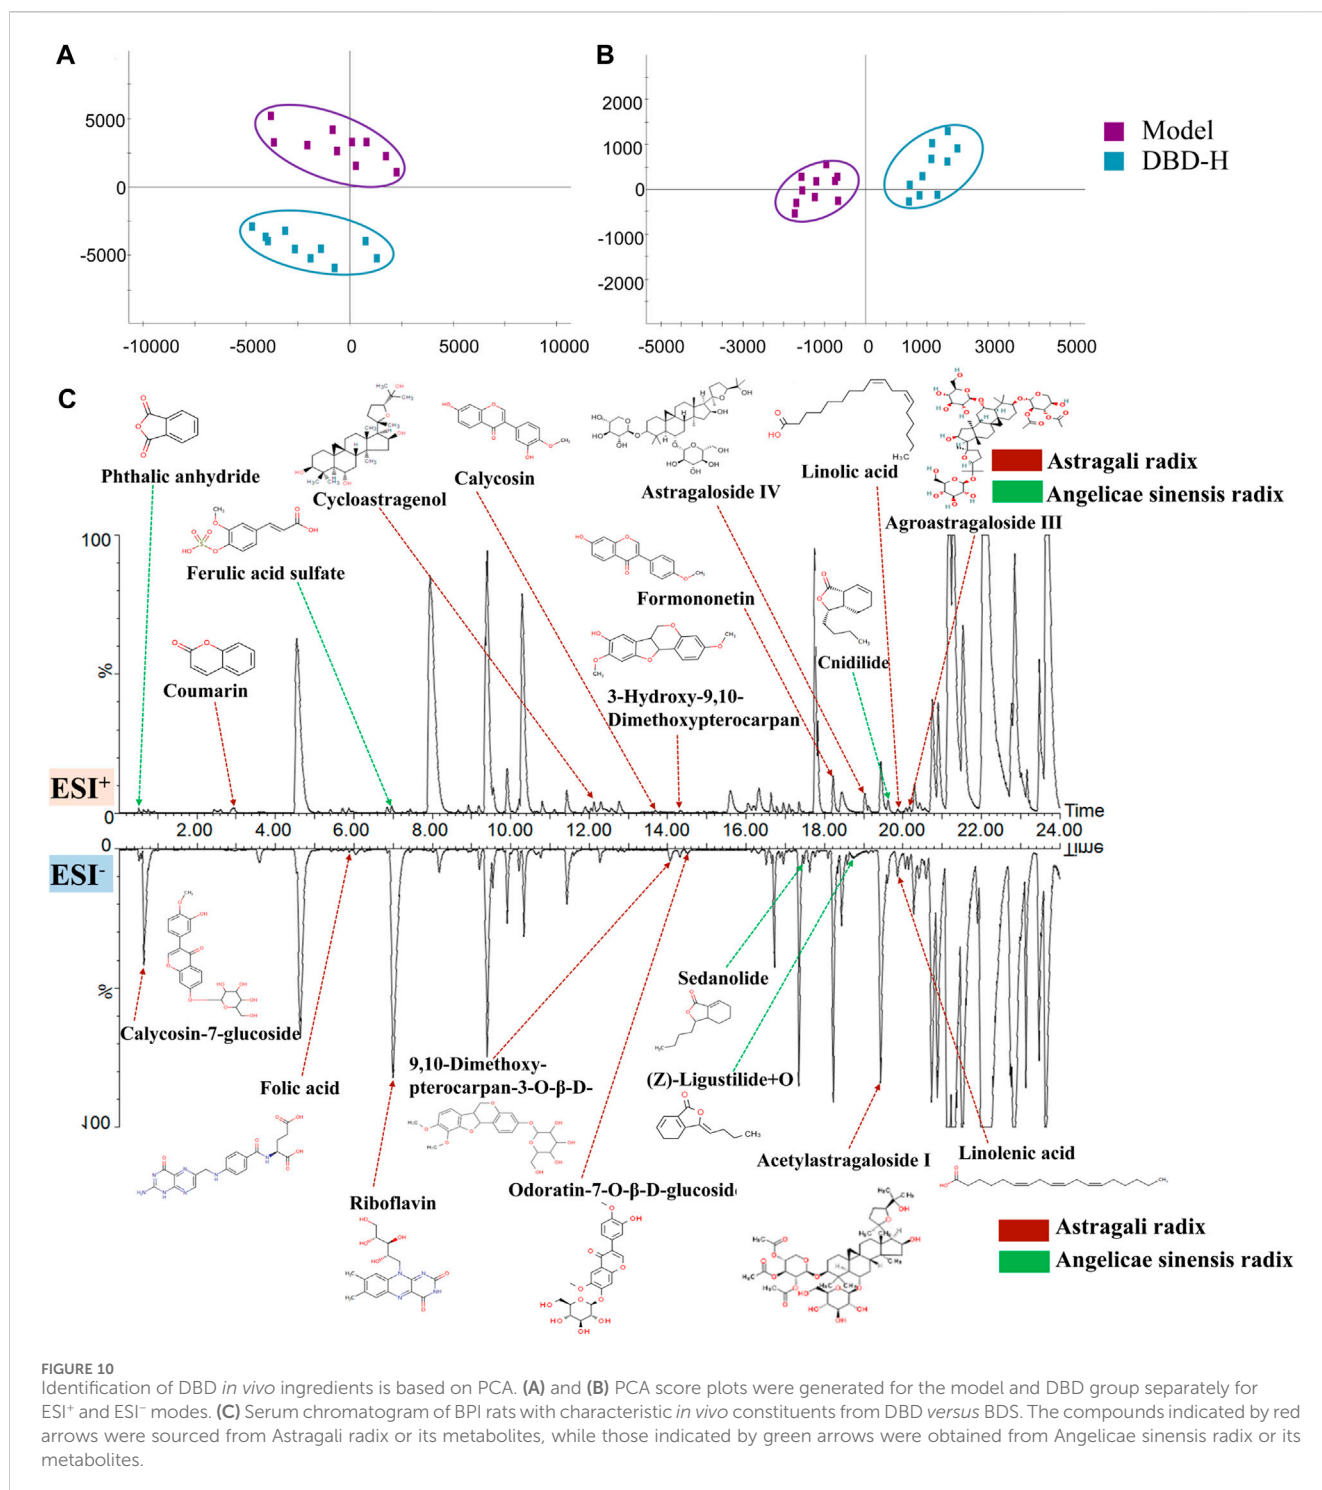 A
B
5000
0
-5000
-10000
-5000
0
5000
10000
2000
1000
0
-1000
-2000
-5000
-3000
-1000
0
1000
3000
5000
Model
DBD-H
C
Phthalic anhydride
Cycloastragenol
Calycosin
Astragaloside IV
Linolic acid
Agroastragaloside III
Astragali radix
Angelicae sinensis radix
Ferulic acid sulfate
Formononetin
Cnidilide
Coumarin
3-Hydroxy-9,10-
Dimethoxypterocarpan
100
%
0
ESI⁺
Time
2.00 4.00 6.00 8.00 10.00 12.00 14.00 16.00 18.00 20.00 22.00 24.00
Time
0
ESI⁻
%
100
Calycosin-7-glucoside
Folic acid
Riboflavin
9,10-Dimethoxy-
pterocarpan-3-O-β-D-
Odoratin-7-O-β-D-glucosid
Sedanolide
(Z)-Ligustilide+O
Acetylastragaloside I
Linolenic acid
Astragali radix
Angelicae sinensis radix
FIGURE 10
Identification of DBD in vivo ingredients is based on PCA. (A) and (B) PCA score plots were generated for the model and DBD group separately for
ESI⁺ and ESI⁻ modes. (C) Serum chromatogram of BPI rats with characteristic in vivo constituents from DBD versus BDS. The compounds indicated by red
arrows were sourced from Astragali radix or its metabolites, while those indicated by green arrows were obtained from Angelicae sinensis radix or its
metabolites.